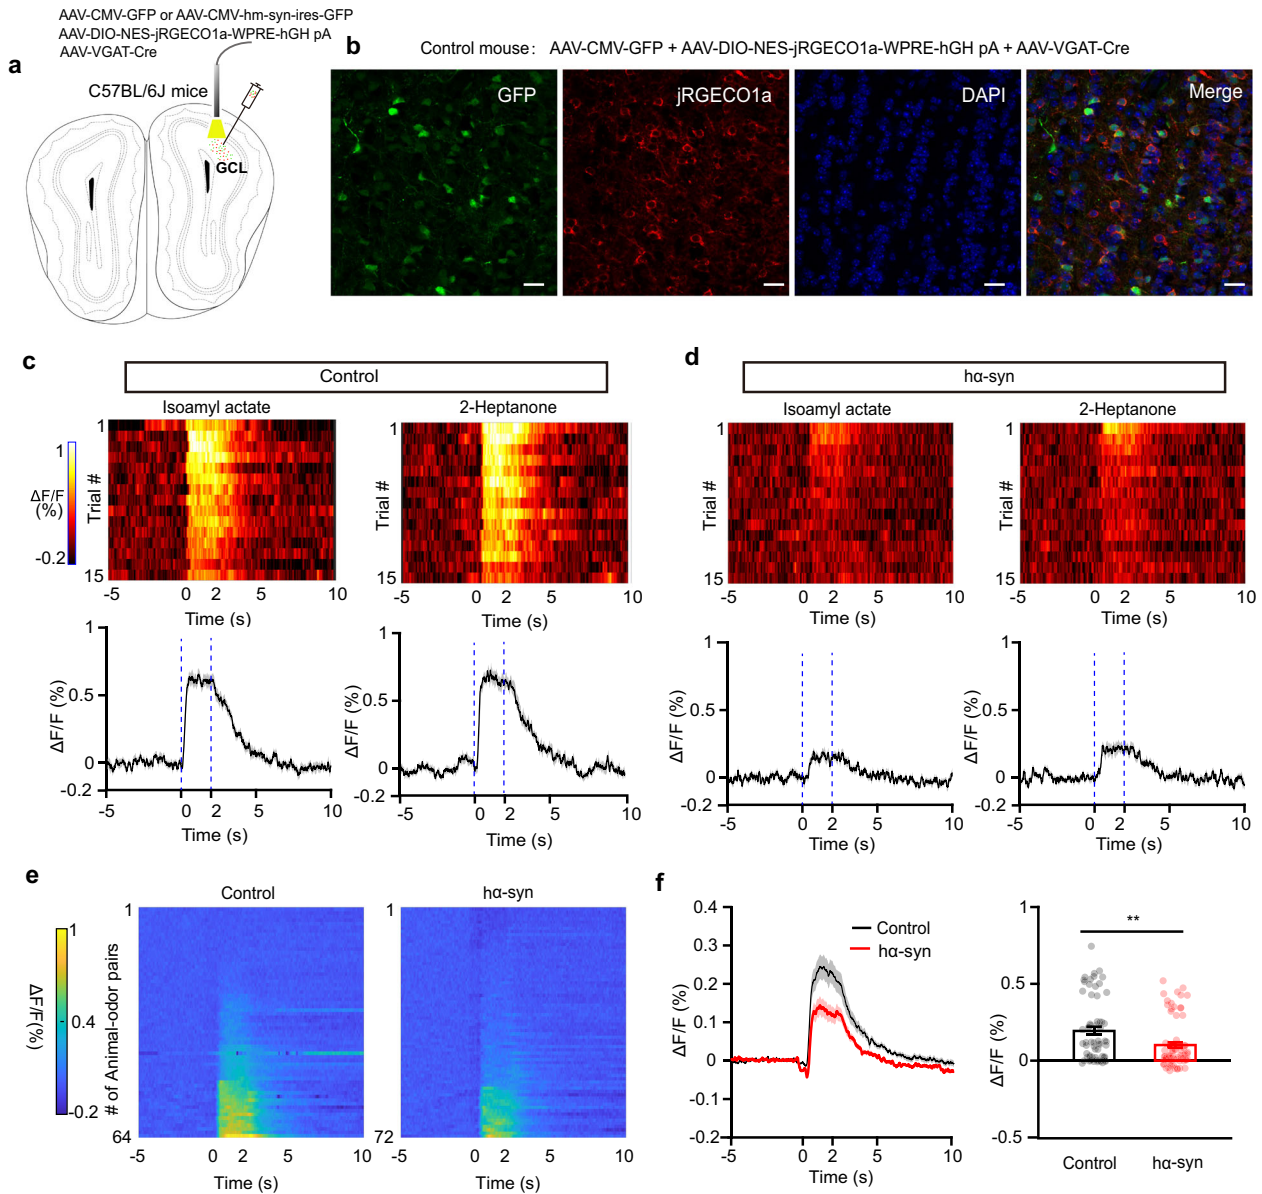 AAV-CMV-GFP or AAV-CMV-hm-syn-ires-GFP
AAV-DIO-NES-jRGECO1a-WPRE-hGH pA
AAV-VGAT-Cre
a
C57BL/6J mice
GCL
b
Control mouse: AAV-CMV-GFP + AAV-DIO-NES-jRGECO1a-WPRE-hGH pA + AAV-VGAT-Cre
GFP
jRGECO1a
DAPI
Merge
c
Control
Isoamyl actate
2-Heptanone
1
ΔF/F
(%)
-0.2
Trial #
1
15
-5 0 2 5 10
Time (s)
Trial #
1
15
-5 0 2 5 10
Time (s)
ΔF/F (%)
1
0.5
0
-0.2
-5 0 2 5 10
Time (s)
ΔF/F (%)
1
0.5
0
-0.2
-5 0 2 5 10
Time (s)
d
hα-syn
Isoamyl actate
2-Heptanone
Trial #
1
15
-5 0 2 5 10
Time (s)
Trial #
1
15
-5 0 2 5 10
Time (s)
ΔF/F (%)
1
0.5
0
-0.2
-5 0 2 5 10
Time (s)
ΔF/F (%)
1
0.5
0
-0.2
-5 0 2 5 10
Time (s)
e
Control
hα-syn
ΔF/F(%)
1
0.4
-0.2
# of Animal-odor pairs
1
64
-5 0 2 5 10
Time (s)
1
72
-5 0 2 5 10
Time (s)
f
ΔF/F (%)
0.4
0.3
0.2
0.1
0
-0.1
-0.2
Control
hα-syn
-5 0 2 5 10
Time (s)
ΔF/F (%)
1
0.5
0
-0.5
**
Control
hα-syn